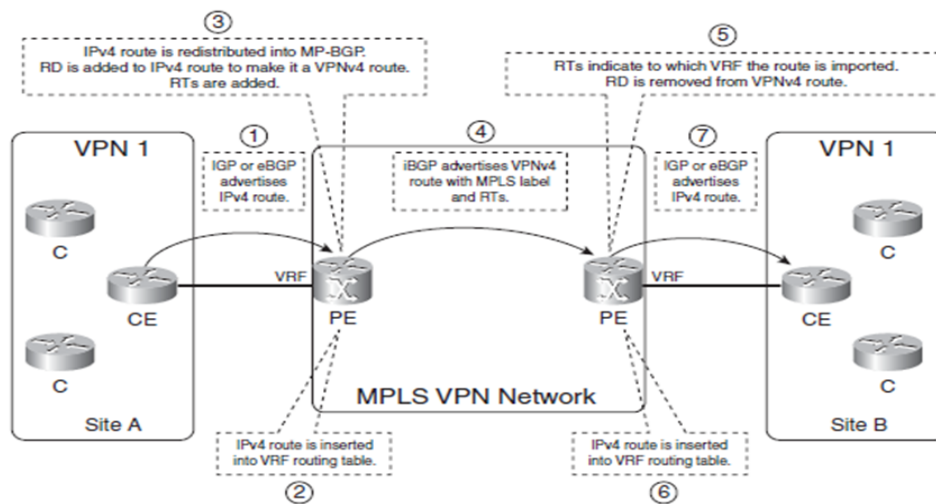 ③
IPv4 route is redistributed into MP-BGP.
RD is added to IPv4 route to make it a VPNv4 route.
RTs are added.
⑤
RTs indicate to which VRF the route is imported.
RD is removed from VPNv4 route.
VPN 1
①
IGP or eBGP
advertises
IPv4 route.
④
iBGP advertises VPNv4
route with MPLS label
and RTs.
⑦
IGP or eBGP
advertises
IPv4 route.
VPN 1
C
C
VRF
VRF
CE
PE
PE
CE
C
C
MPLS VPN Network
Site A
Site B
IPv4 route is inserted
into VRF routing table.
②
IPv4 route is inserted
into VRF routing table.
⑥